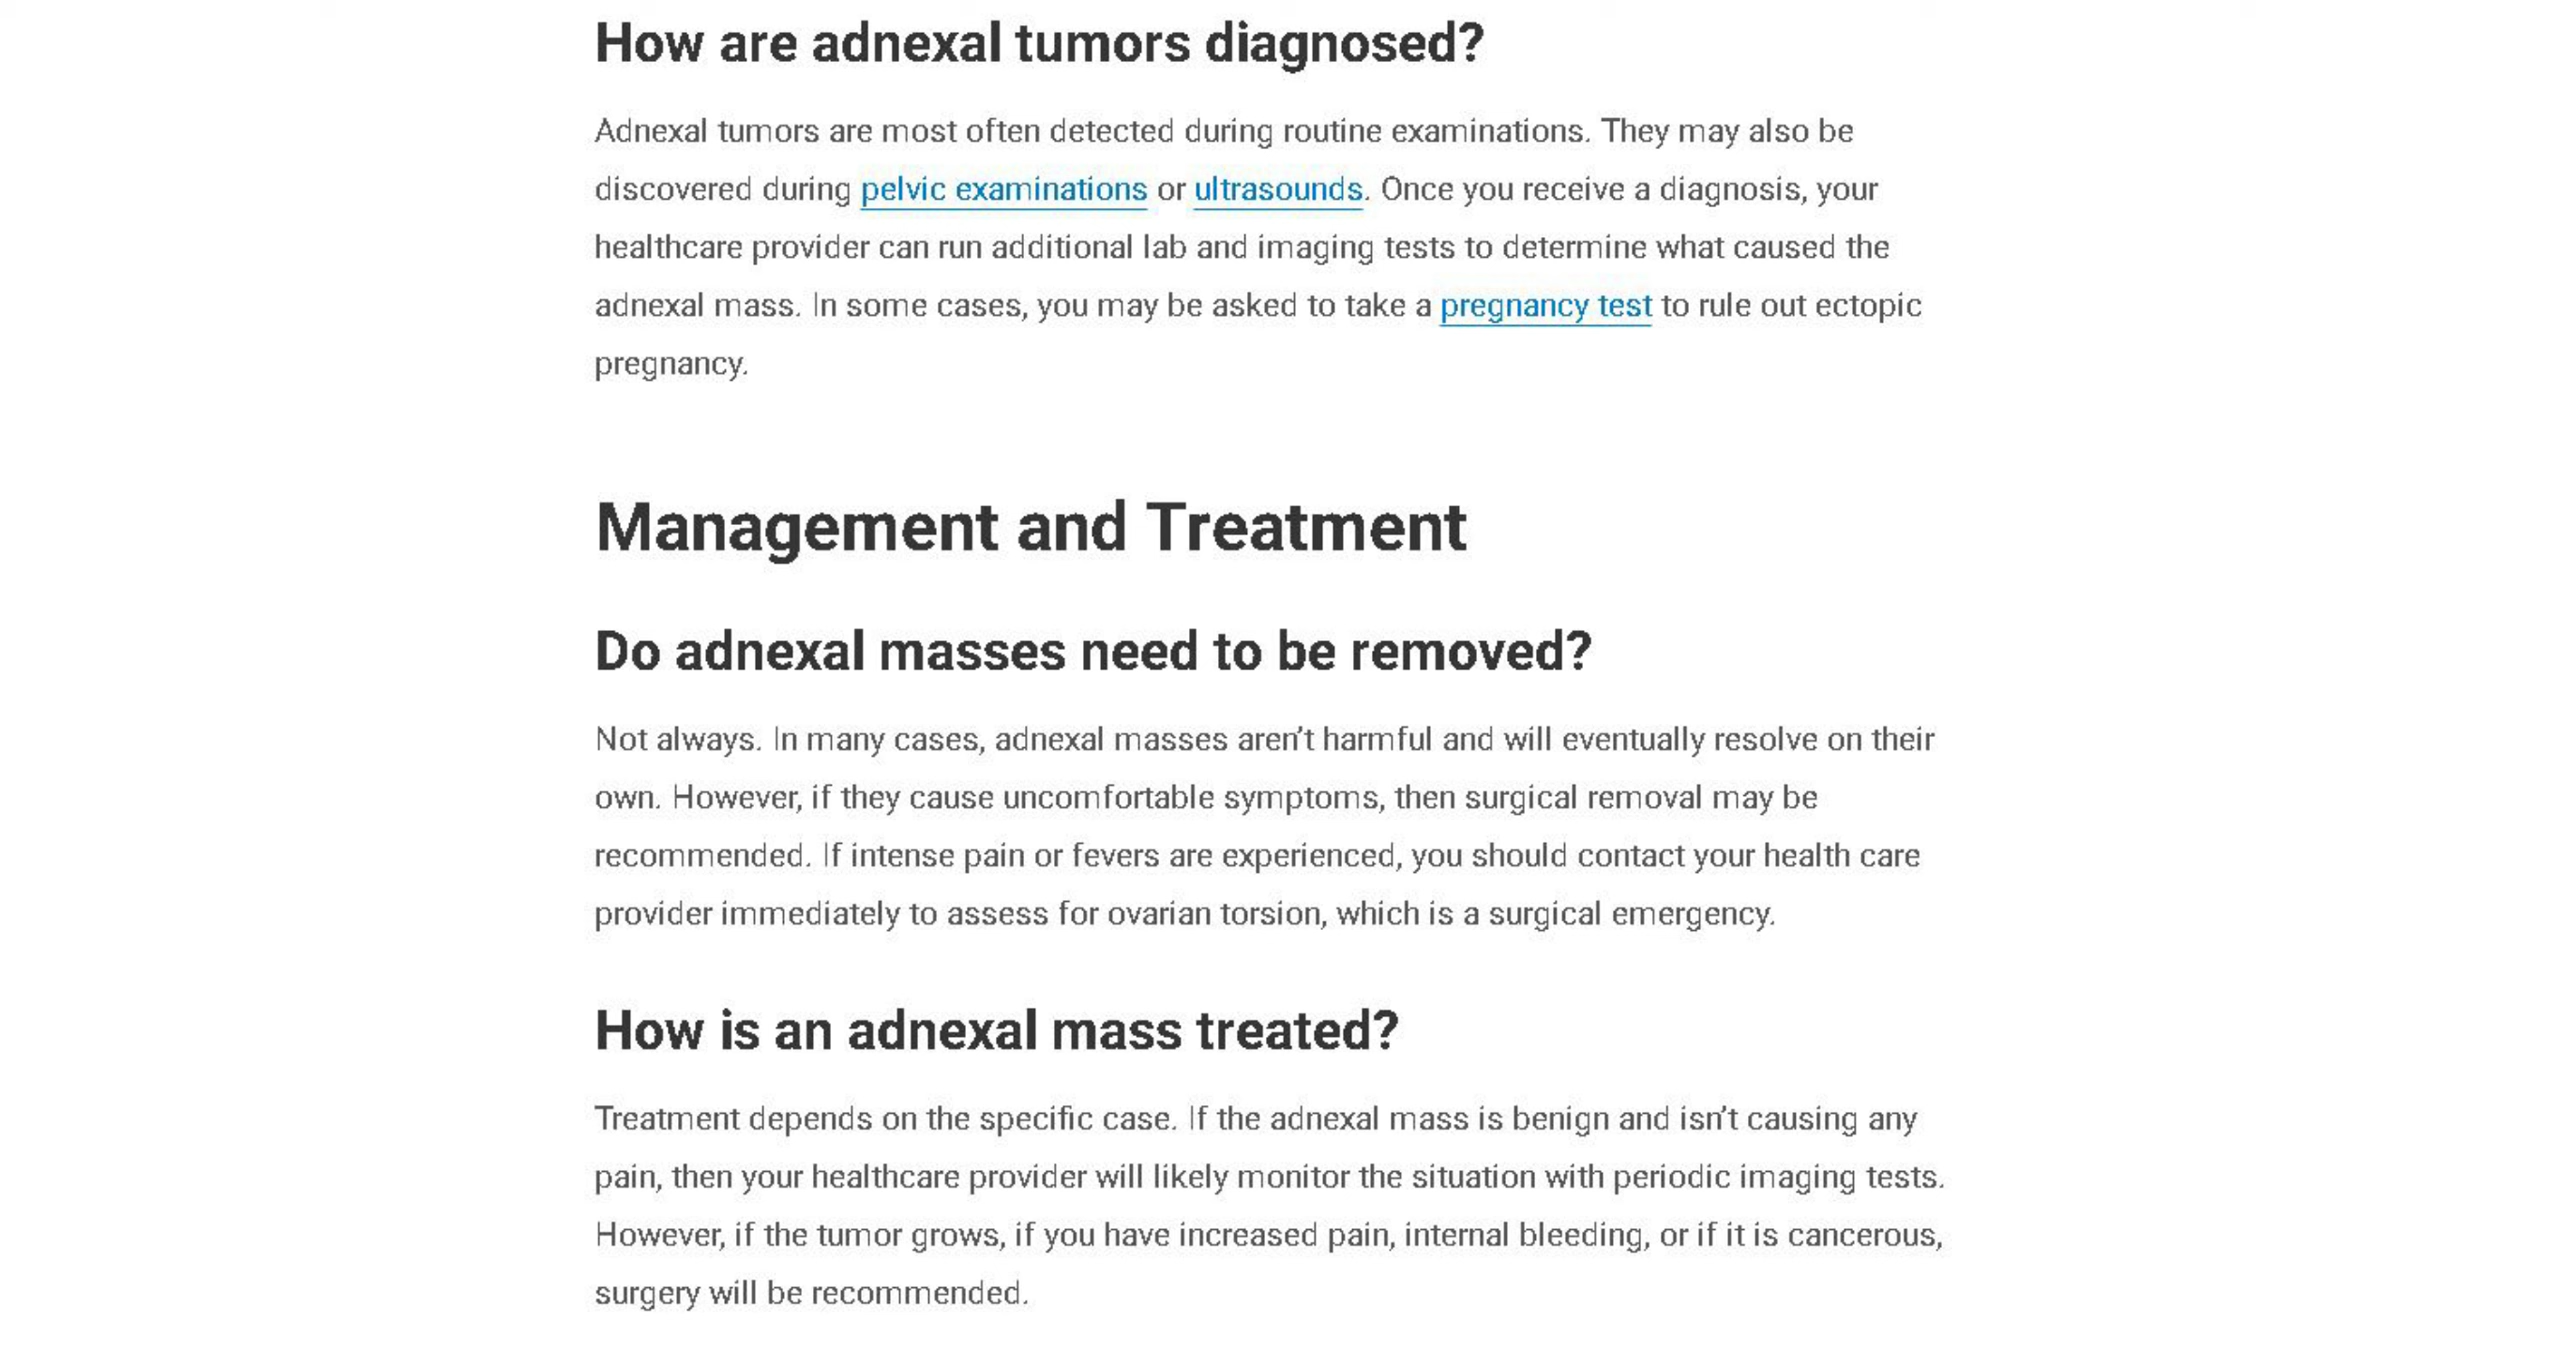 How are adnexal tumors diagnosed?
Adnexal tumors are most often detected during routine examinations. They may also be
discovered during pelvic examinations or ultrasounds. Once you receive a diagnosis, your
healthcare provider can run additional lab and imaging tests to determine what caused the
adnexal mass. In some cases, you may be asked to take a pregnancy test to rule out ectopic
pregnancy.
Management and Treatment
Do adnexal masses need to be removed?
Not always. In many cases, adnexal masses aren't harmful and will eventually resolve on their
own. However, if they cause uncomfortable symptoms, then surgical removal may be
recommended. If intense pain or fevers are experienced, you should contact your health care
provider immediately to assess for ovarian torsion, which is a surgical emergency.
How is an adnexal mass treated?
Treatment depends on the specific case. If the adnexal mass is benign and isn't causing any
pain, then your healthcare provider will likely monitor the situation with periodic imaging tests.
However, if the tumor grows, if you have increased pain, internal bleeding, or if it is cancerous,
surgery will be recommended.